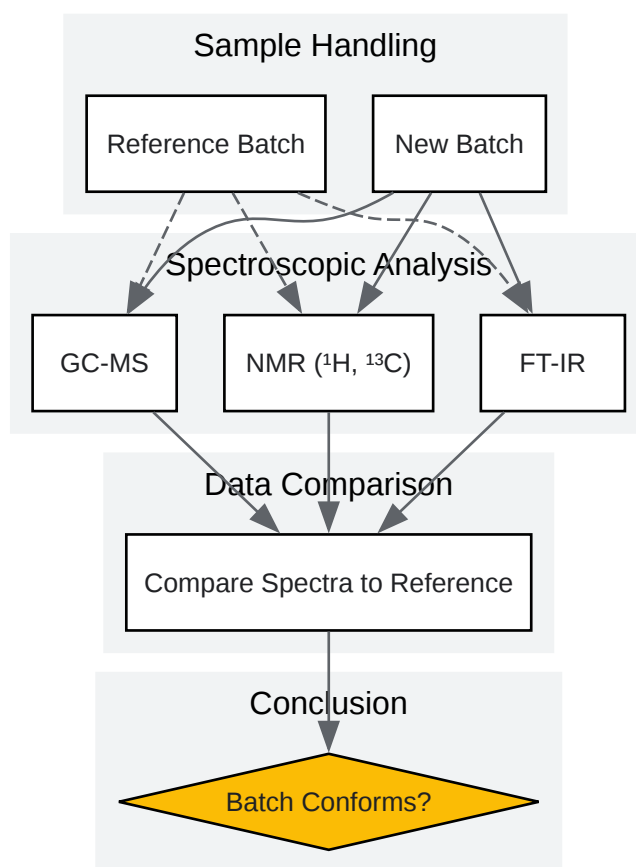 Sample Handling
Reference Batch
New Batch
Spectroscopic Analysis
GC-MS
NMR (¹H, ¹³C)
FT-IR
Data Comparison
Compare Spectra to Reference
Conclusion
Batch Conforms?